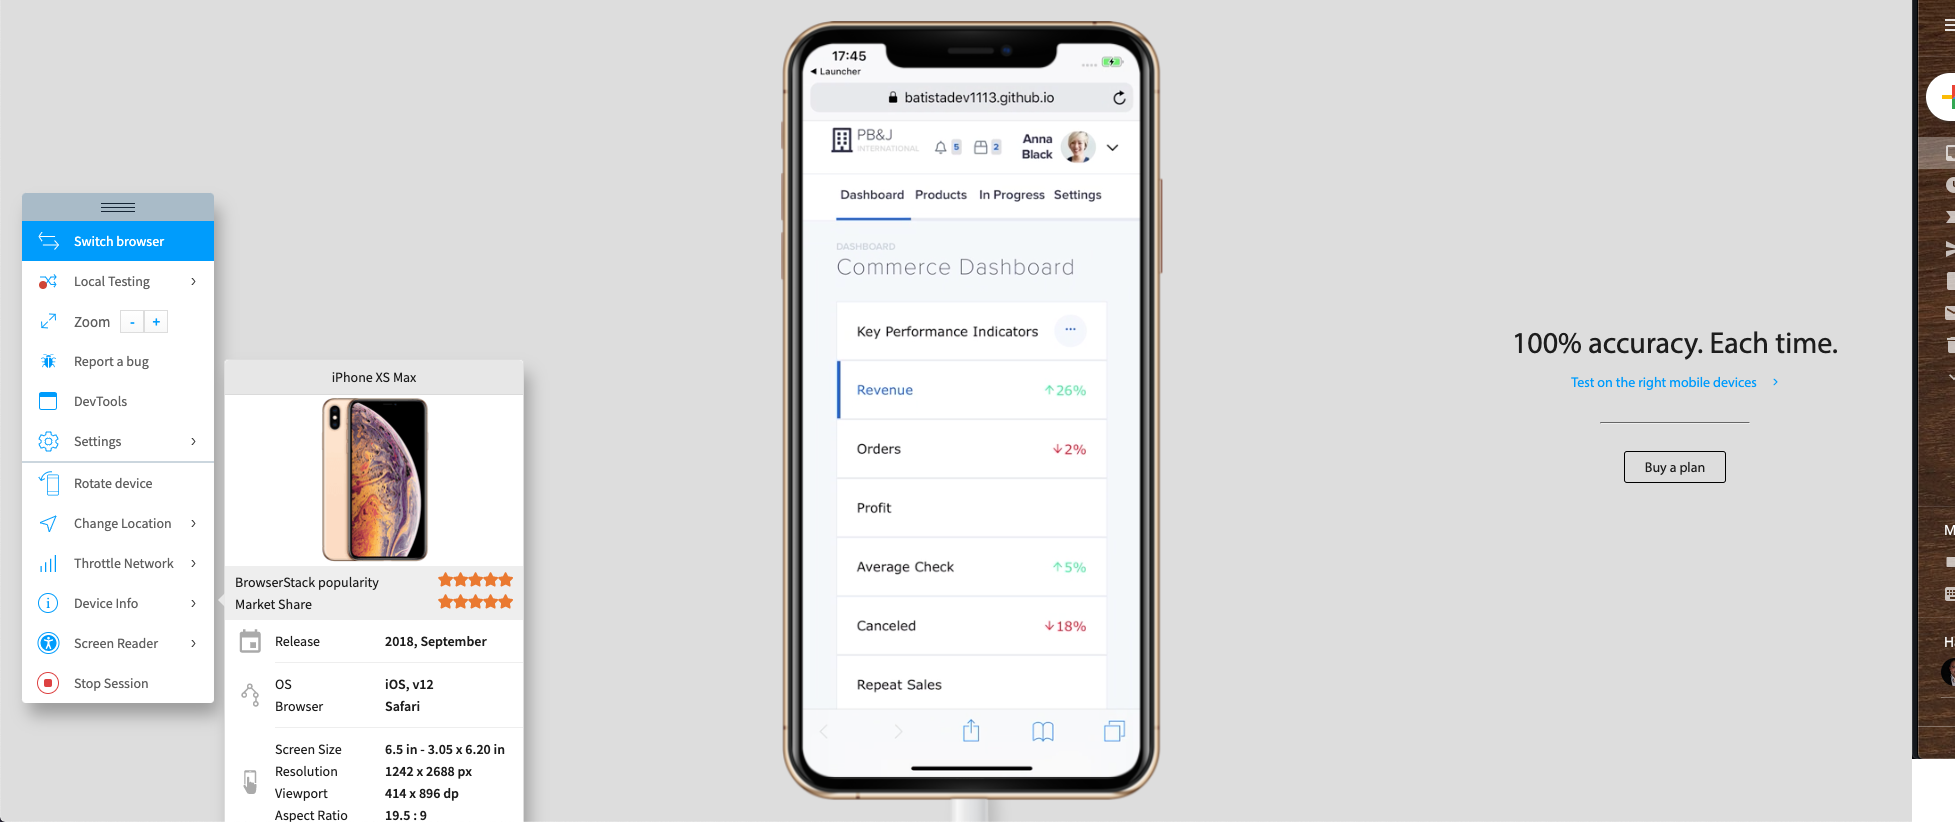 Switch browser
Local Testing
Zoom - +
Report a bug
DevTools
Settings
Rotate device
Change Location
Throttle Network
Device Info
Screen Reader
Stop Session
iPhone XS Max
BrowserStack popularity
Market Share
Release 2018, September
OS iOS, v12
Browser Safari
Screen Size 6.5 in - 3.05 x 6.20 in
Resolution 1242 x 2688 px
Viewport 414 x 896 dp
Aspect Ratio 19.5 : 9
17:45
Launcher
batistadev1113.github.io
PB&J
INTERNATIONAL
5
2
Anna
Black
Dashboard Products In Progress Settings
DASHBOARD
Commerce Dashboard
Key Performance Indicators
Revenue ↑26%
Orders ↓2%
Profit
Average Check ↑5%
Canceled ↓18%
Repeat Sales
100% accuracy. Each time.
Test on the right mobile devices
Buy a plan